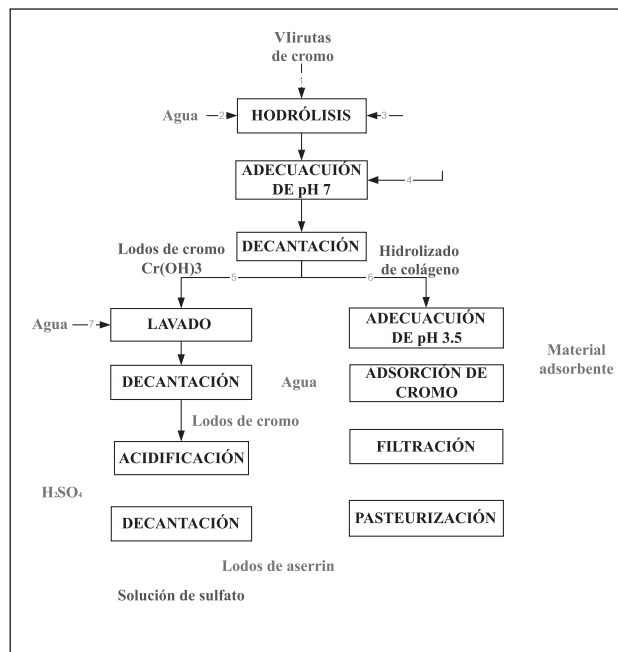 VIirutas
de cromo
1
Agua
2
HODRÓLISIS
3
ADECUACUIÓN
DE pH 7
4
DECANTACIÓN
Lodos de cromo
Cr(OH)3
Hidrolizado
de colágeno
5
6
Agua
7
LAVADO
ADECUACUIÓN
DE pH 3.5
Material
adsorbente
DECANTACIÓN
Agua
ADSORCIÓN DE
CROMO
Lodos de cromo
ACIDIFICACIÓN
FILTRACIÓN
H₂SO₄
DECANTACIÓN
PASTEURIZACIÓN
Lodos de aserrin
Solución de sulfato